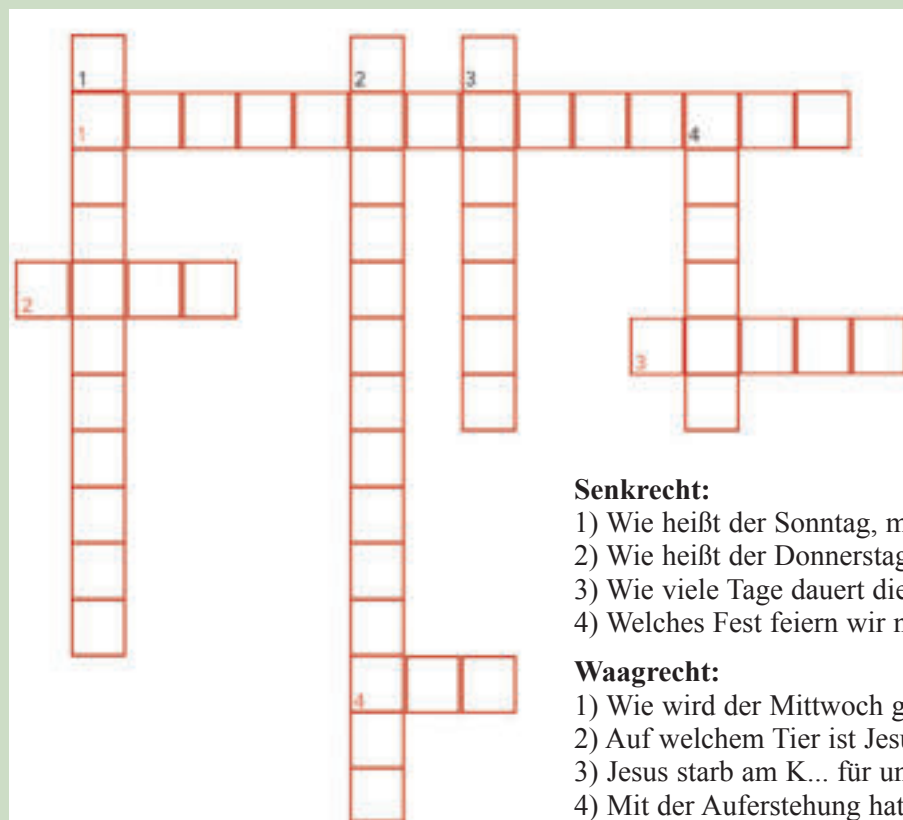 1 2 3
1 4
2
3
4
Senkrecht:
1) Wie heißt der Sonntag, m
2) Wie heißt der Donnerstag
3) Wie viele Tage dauert die
4) Welches Fest feiern wir n
Waagrecht:
1) Wie wird der Mittwoch g
2) Auf welchem Tier ist Jesu
3) Jesus starb am K... für un
4) Mit der Auferstehung hat